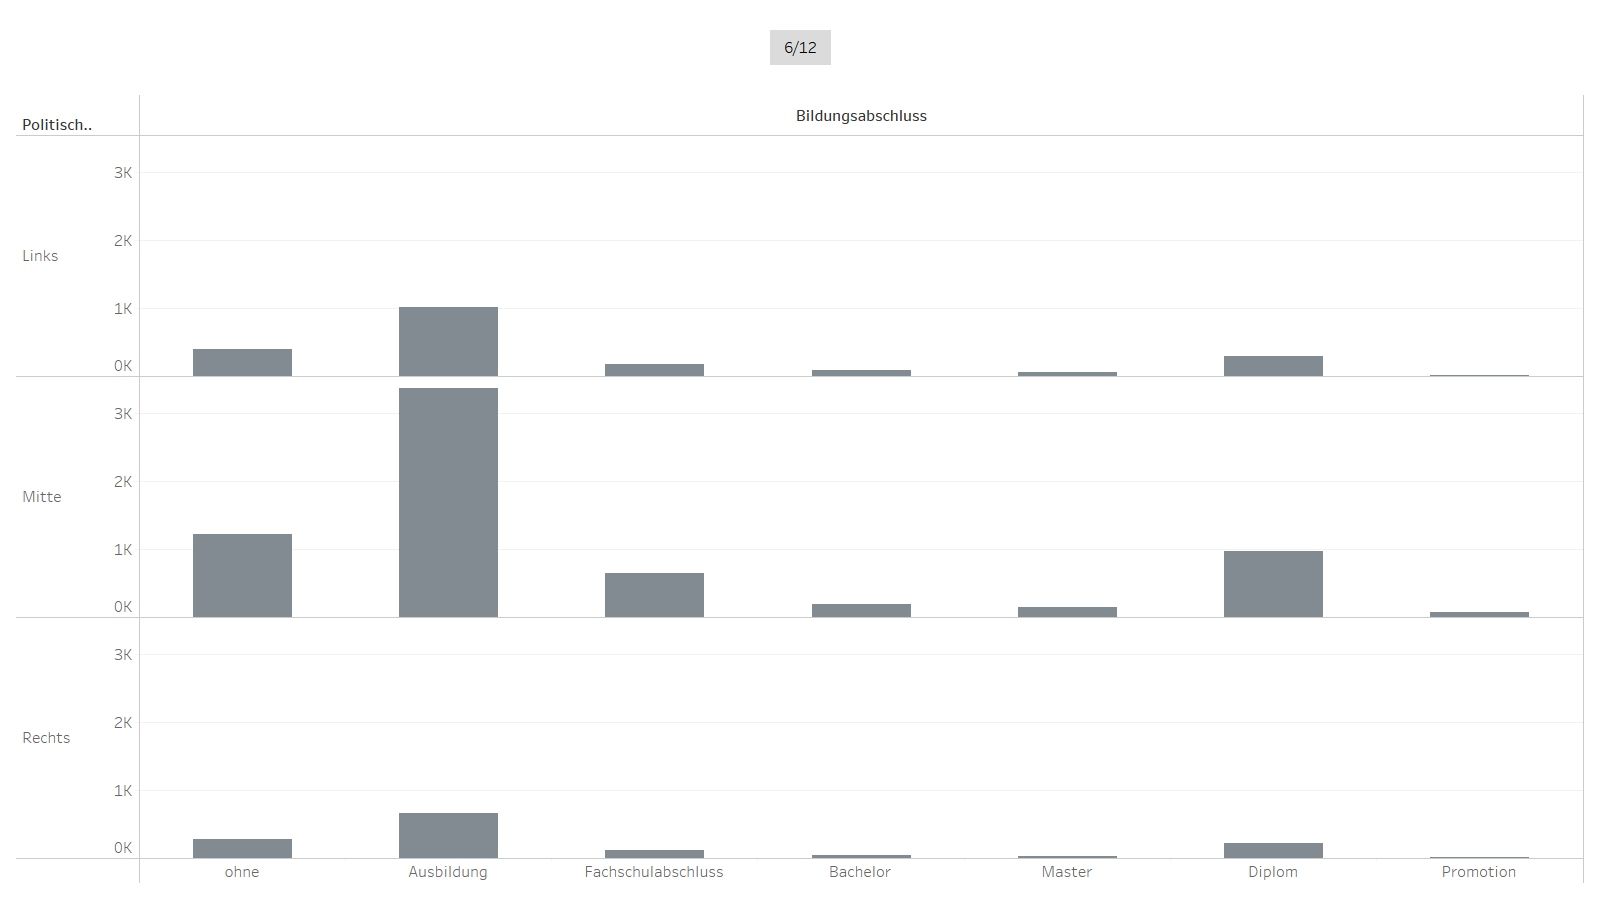 6/12
Politisch..
Bildungsabschluss
3K
2K
Links
1K
0K
3K
2K
Mitte
1K
0K
3K
2K
Rechts
1K
0K
ohne Ausbildung Fachschulabschluss Bachelor Master Diplom Promotion